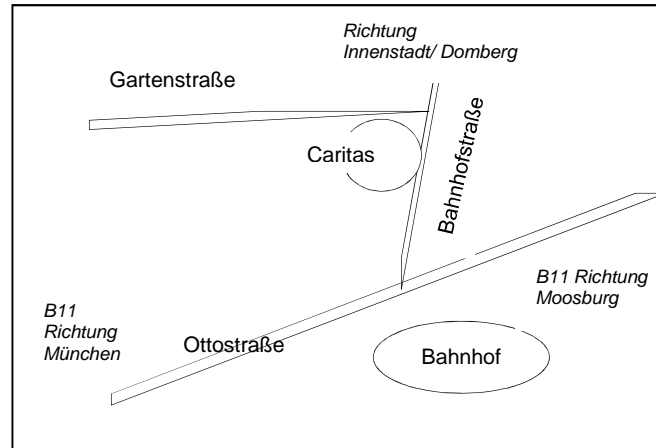 Richtung
Innenstadt/ Domberg
Gartenstraße
Caritas
Bahnhofstraße
B11 Richtung
Moosburg
B11
Richtung
München
Ottostraße
Bahnhof